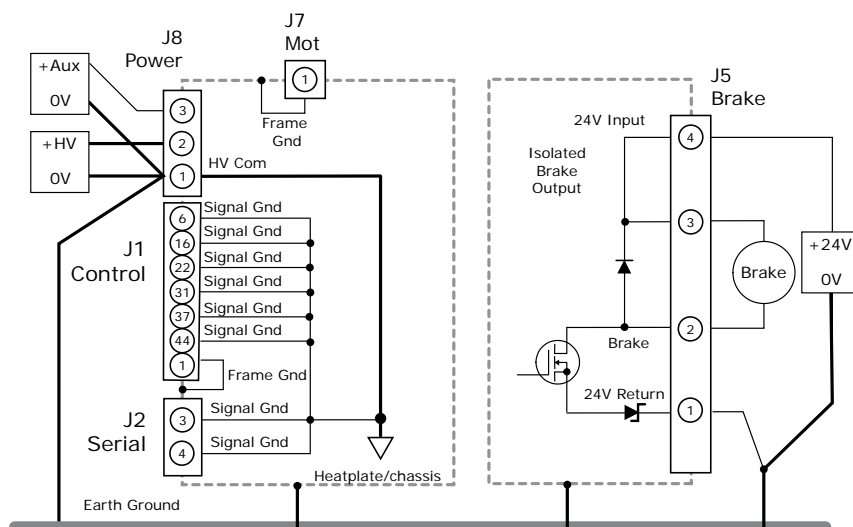 J8
Power
J7
Mot
+Aux
0V
+HV
0V
3
2
1
1
Frame
Gnd
HV Com
J1
Control
6
16
22
31
37
44
1
Signal Gnd
Signal Gnd
Signal Gnd
Signal Gnd
Signal Gnd
Signal Gnd
Frame Gnd
J2
Serial
3
4
Signal Gnd
Signal Gnd
Heatplate/chassis
Earth Ground
J5
Brake
24V Input
Isolated
Brake
Output
4
3
2
1
Brake
+24V
0V
Brake
24V Return